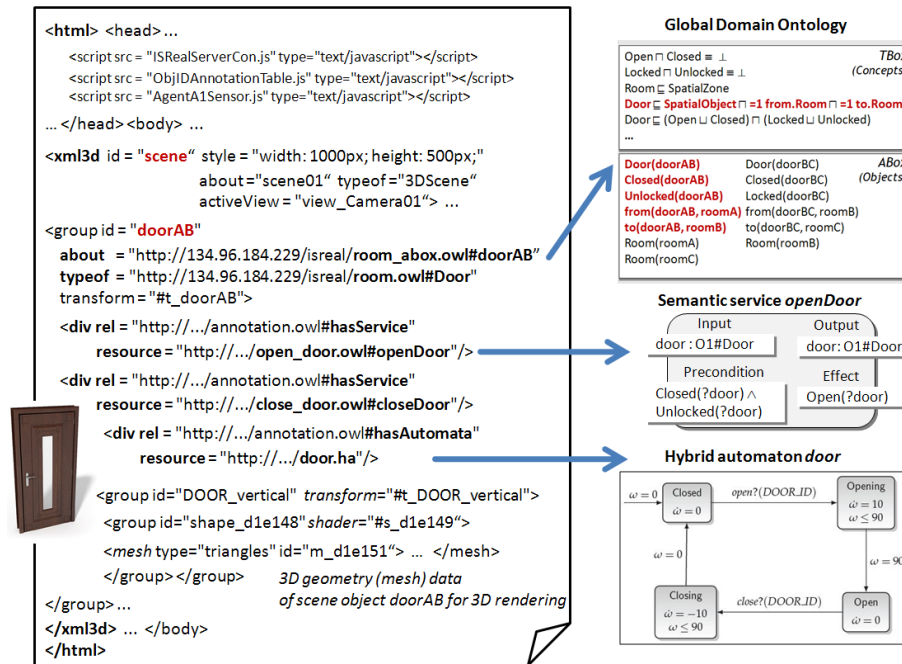 <html> <head>...
<script src = "ISRealServerCon.js" type="text/javascript"></script>
<script src = "ObjIDAnnotationTable.js" type="text/javascript"></script>
<script src = "AgentA1Sensor.js" type="text/javascript"></script>
... </head><body> ...
<xml3d id = "scene“ style = "width: 1000px; height: 500px;"
about ="scene01“ typeof ="3DScene“
activeView = "view_Camera01“> ...
<group id = "doorAB"
about = "http://134.96.184.229/isreal/room_abox.owl#doorAB”
typeof = "http://134.96.184.229/isreal/room.owl#Door"
transform = "#t_doorAB">
<div rel = "http://.../annotation.owl#hasService"
resource = "http://.../open_door.owl#openDoor"/>
<div rel = "http://.../annotation.owl#hasService"
resource = "http://.../close_door.owl#closeDoor"/>
<div rel = "http://.../annotation.owl#hasAutomata"
resource = "http://.../door.ha"/>
<group id="DOOR_vertical" transform="#t_DOOR_vertical">
<group id="shape_d1e148" shader="#s_d1e149“>
<mesh type="triangles" id="m_d1e151“> ... </mesh>
</group></group> 3D geometry (mesh) data
of scene object doorAB for 3D rendering
</group>...
</xml3d> ... </body>
</html>
Global Domain Ontology
Open ⊓ Closed ≡ ⊥ TBox
Locked ⊓ Unlocked ≡ ⊥ (Concepts
Room ⊑ SpatialZone
Door ⊑ SpatialObject ⊓ =1 from.Room ⊓ =1 to.Room
Door ⊑ (Open ⊔ Closed) ⊓ (Locked ⊔ Unlocked)
...
Door(doorAB) Door(doorBC) ABox
Closed(doorAB) Closed(doorBC) (Objects
Unlocked(doorAB) Locked(doorBC)
from(doorAB, roomA) from(doorBC, roomB)
to(doorAB, roomB) to(doorBC, roomC)
Room(roomA) Room(roomB)
Room(roomC)
Semantic service openDoor
Input Output
door : O1#Door door: O1#Door
Precondition Effect
Closed(?door) ∧ Open(?door)
Unlocked(?door)
Hybrid automaton door
ω = 0 Closed open?(DOOR_ID) Opening
ω̇ = 0 ω̇ = 10
ω ≤ 90
ω = 0 ω = 90
Closing close?(DOOR_ID) Open
ω̇ = −10 ω̇ = 0
ω ≤ 90